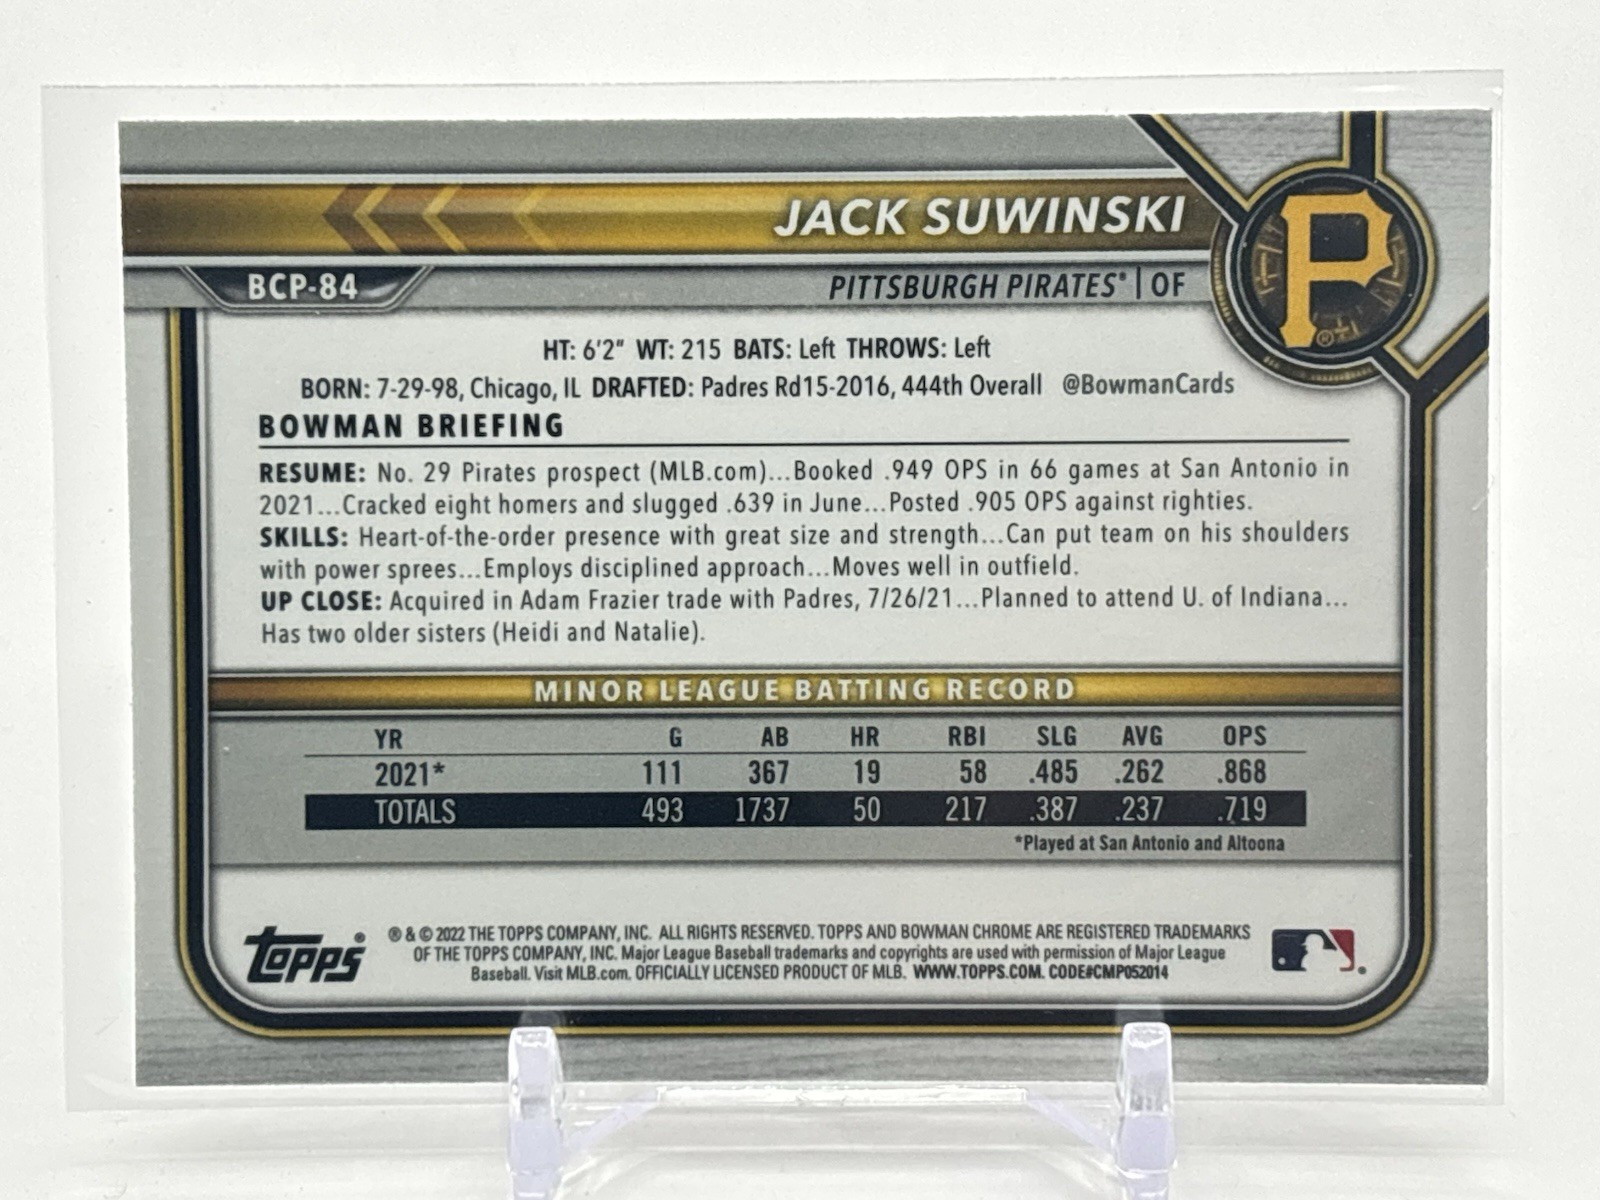 JACK SUWINSKI
BCP-84
PITTSBURGH PIRATES® | OF
P
®
HT: 6'2" WT: 215 BATS: Left THROWS: Left
BORN: 7-29-98, Chicago, IL DRAFTED: Padres Rd15-2016, 444th Overall @BowmanCards
BOWMAN BRIEFING
RESUME: No. 29 Pirates prospect (MLB.com)...Booked .949 OPS in 66 games at San Antonio in
2021...Cracked eight homers and slugged .639 in June...Posted .905 OPS against righties.
SKILLS: Heart-of-the-order presence with great size and strength...Can put team on his shoulders
with power sprees...Employs disciplined approach...Moves well in outfield.
UP CLOSE: Acquired in Adam Frazier trade with Padres, 7/26/21...Planned to attend U. of Indiana...
Has two older sisters (Heidi and Natalie).
MINOR LEAGUE BATTING RECORD
YR G AB HR RBI SLG AVG OPS
2021* 111 367 19 58 .485 .262 .868
TOTALS 493 1737 50 217 .387 .237 .719
*Played at San Antonio and Altoona
Topps®
® & © 2022 THE TOPPS COMPANY, INC. ALL RIGHTS RESERVED. TOPPS AND BOWMAN CHROME ARE REGISTERED TRADEMARKS
OF THE TOPPS COMPANY, INC. Major League Baseball trademarks and copyrights are used with permission of Major League
Baseball. Visit MLB.com. OFFICIALLY LICENSED PRODUCT OF MLB. WWW.TOPPS.COM. CODE#CMP052014